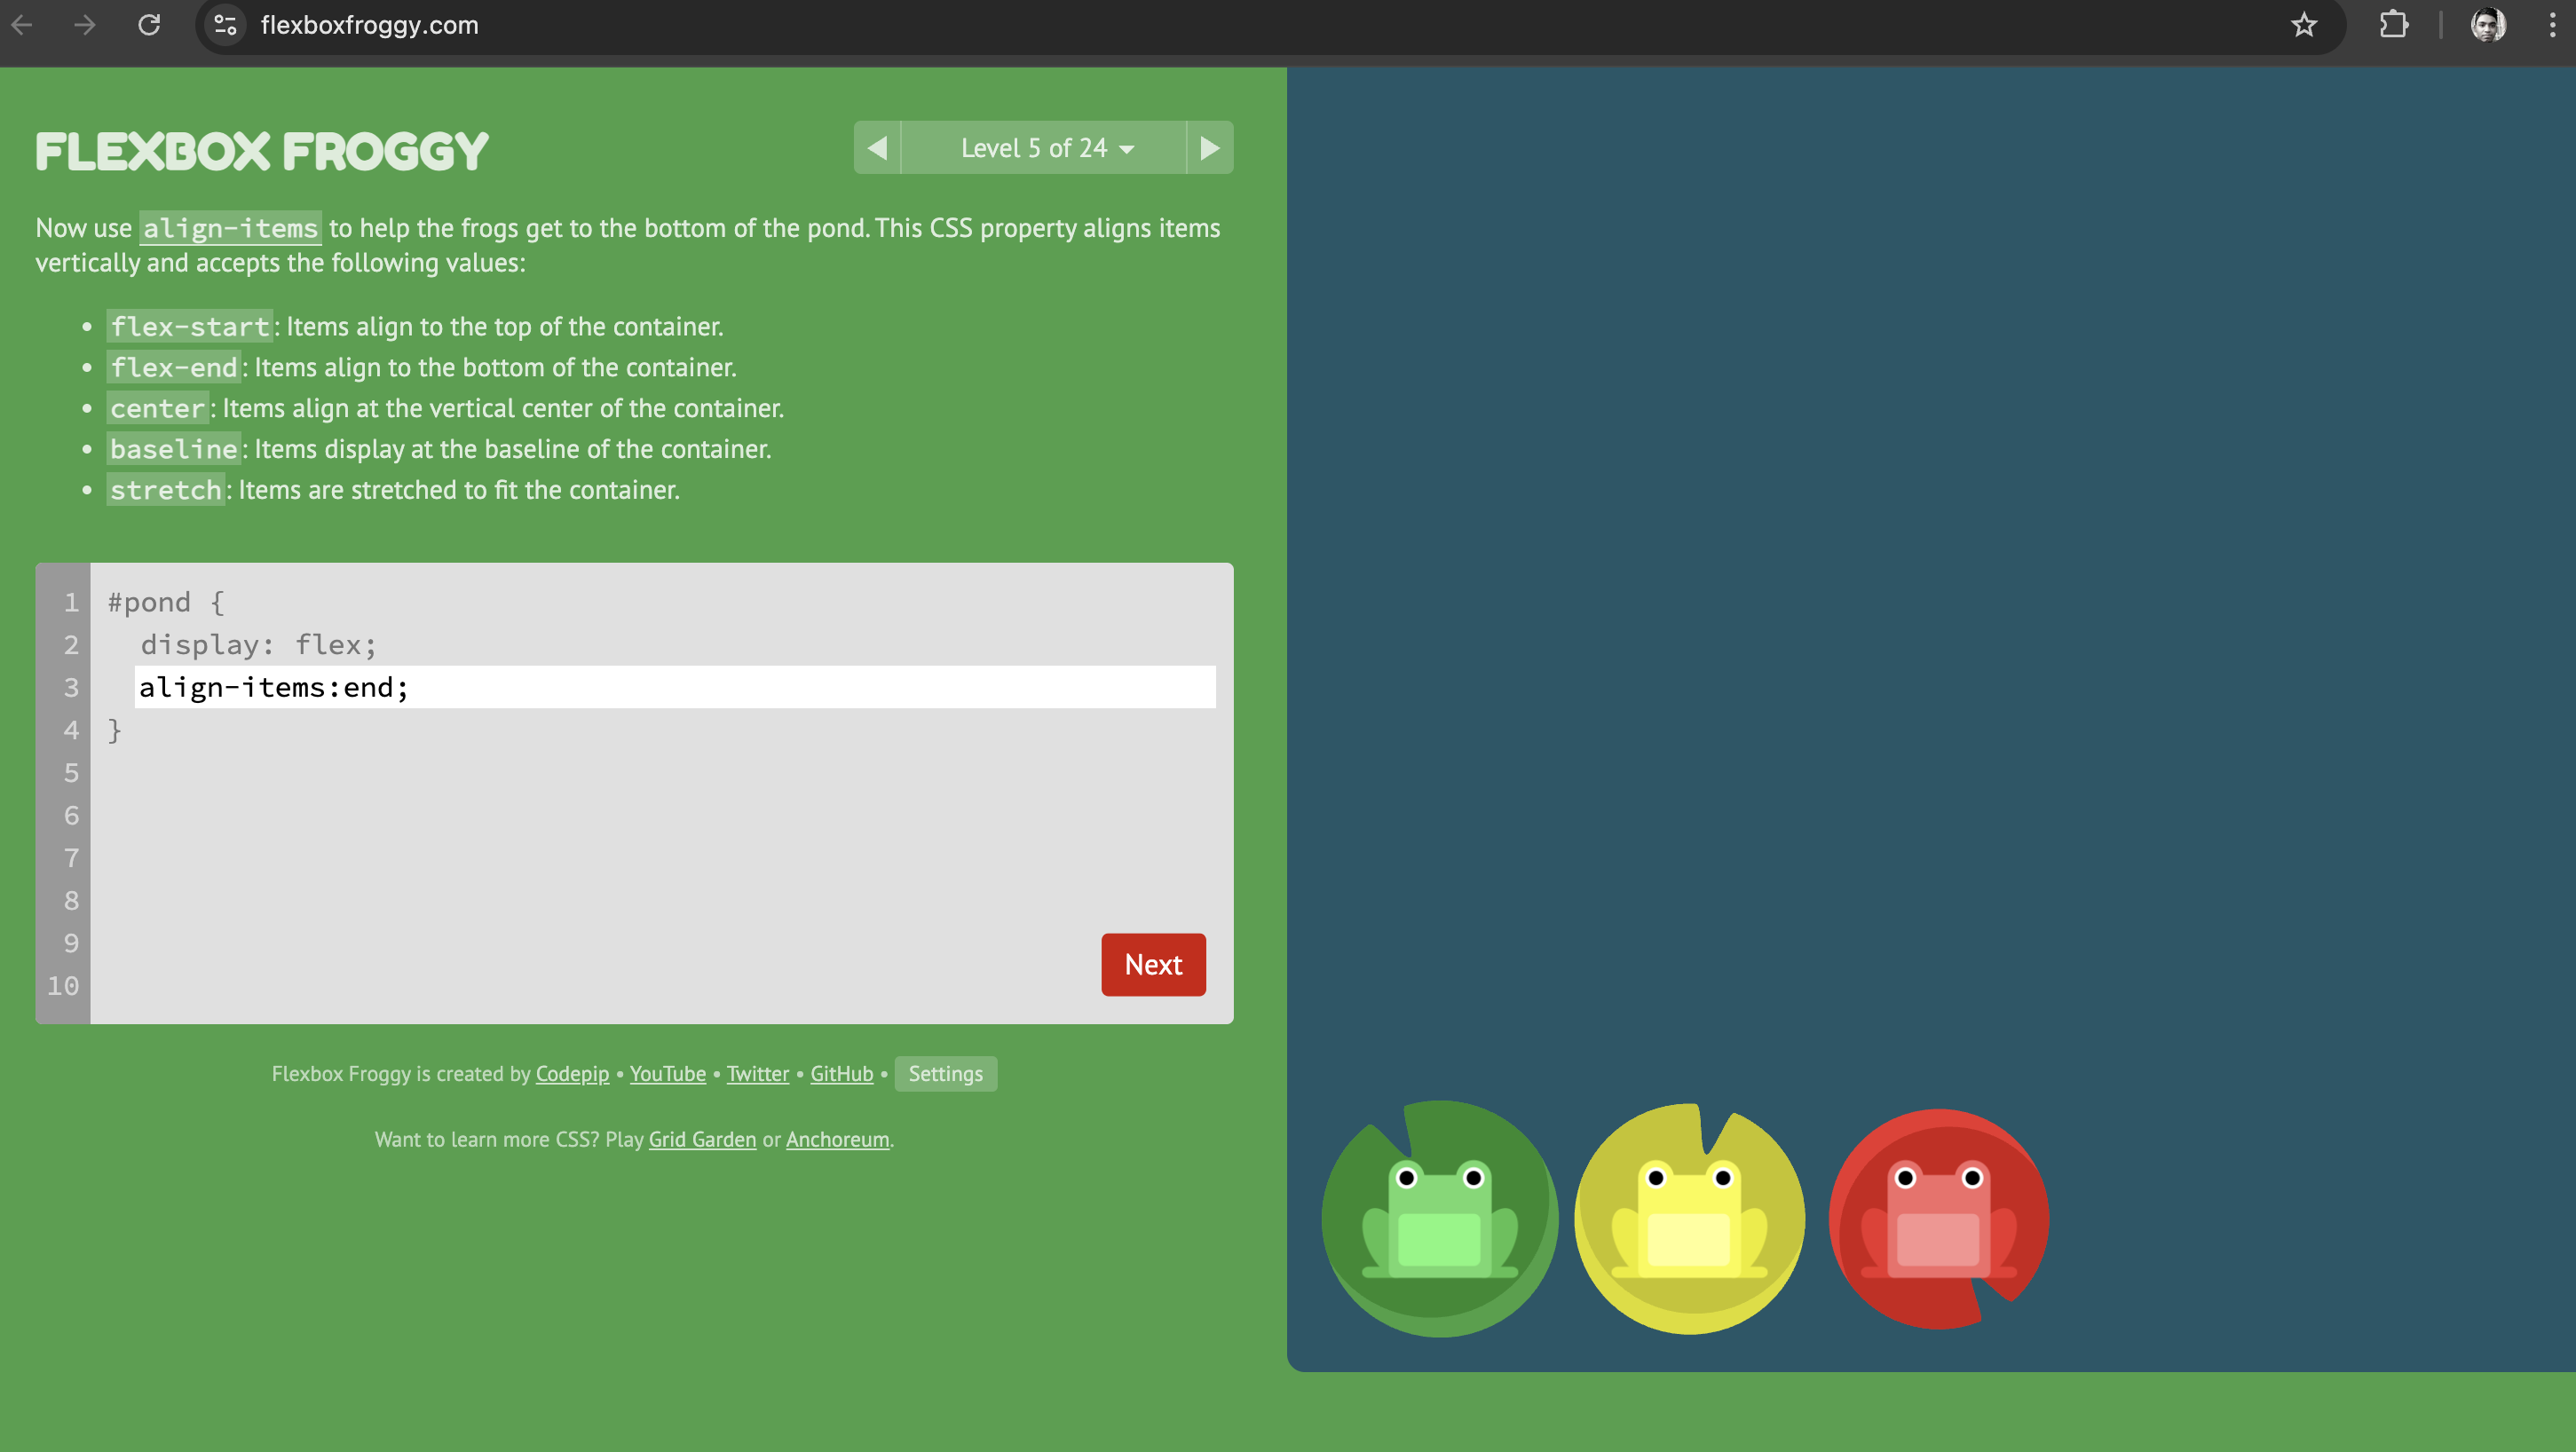 flexboxfroggy.com
FLEXBOX FROGGY
Level 5 of 24
Now use align-items to help the frogs get to the bottom of the pond. This CSS property aligns items
vertically and accepts the following values:
• flex-start: Items align to the top of the container.
• flex-end: Items align to the bottom of the container.
• center: Items align at the vertical center of the container.
• baseline: Items display at the baseline of the container.
• stretch: Items are stretched to fit the container.
1 #pond {
2 display: flex;
3 align-items:end;
4 }
5
6
7
8
9
Next
10
Flexbox Froggy is created by Codepip • YouTube • Twitter • GitHub • Settings
Want to learn more CSS? Play Grid Garden or Anchoreum.